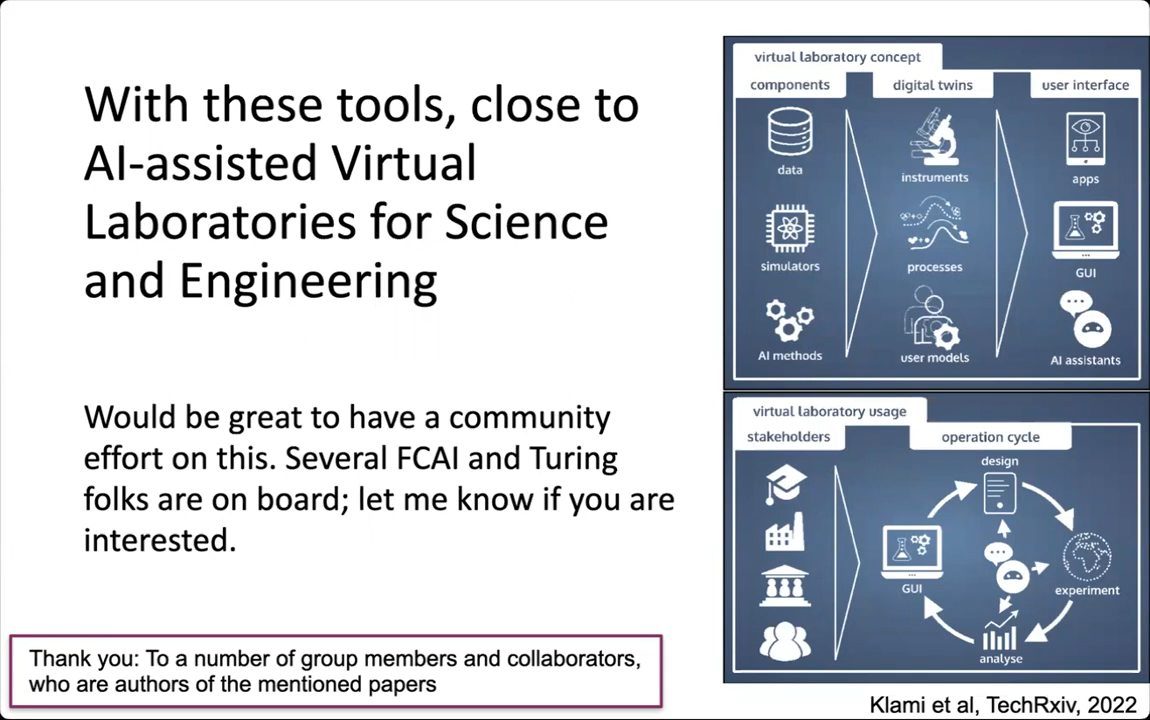 With these tools, close to
AI-assisted Virtual
Laboratories for Science
and Engineering
Would be great to have a community
effort on this. Several FCAI and Turing
folks are on board; let me know if you are
interested.
Thank you: To a number of group members and collaborators,
who are authors of the mentioned papers
virtual laboratory concept
components
digital twins
user interface
data
instruments
apps
simulators
processes
GUI
AI methods
user models
AI assistants
virtual laboratory usage
stakeholders
operation cycle
design
GUI
experiment
analyse
Klami et al, TechRxiv, 2022